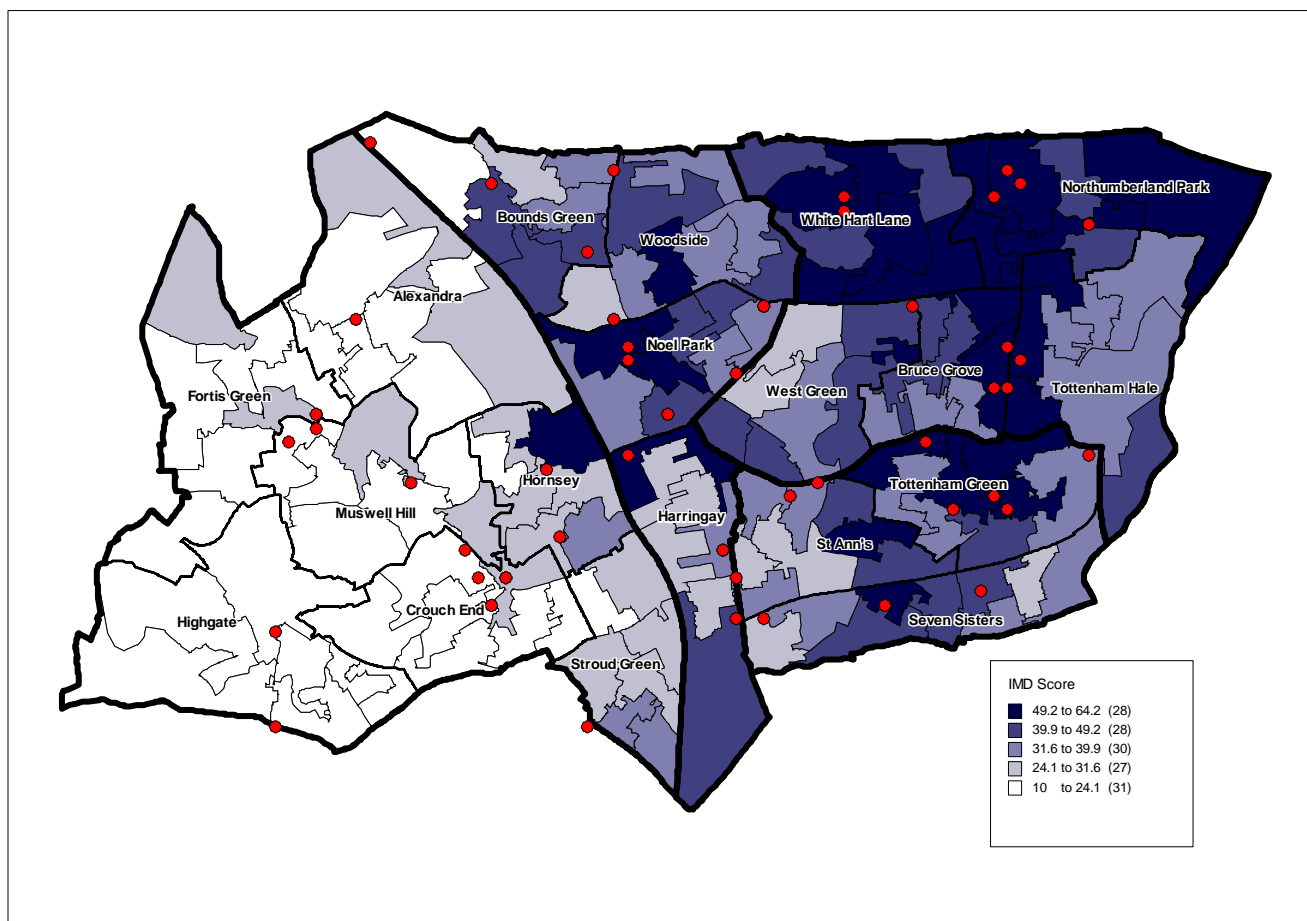 Northumberland Park
Bounds Green
White Hart Lane
Woodside
Alexandra
Noel Park
Bruce Grove
West Green
Tottenham Hale
Fortis Green
Hornsey
Tottenham Green
Muswell Hill
Harringay
St Ann's
Crouch End
Highgate
Seven Sisters
Stroud Green
IMD Score
49.2 to 64.2 (28)
39.9 to 49.2 (28)
31.6 to 39.9 (30)
24.1 to 31.6 (27)
10 to 24.1 (31)